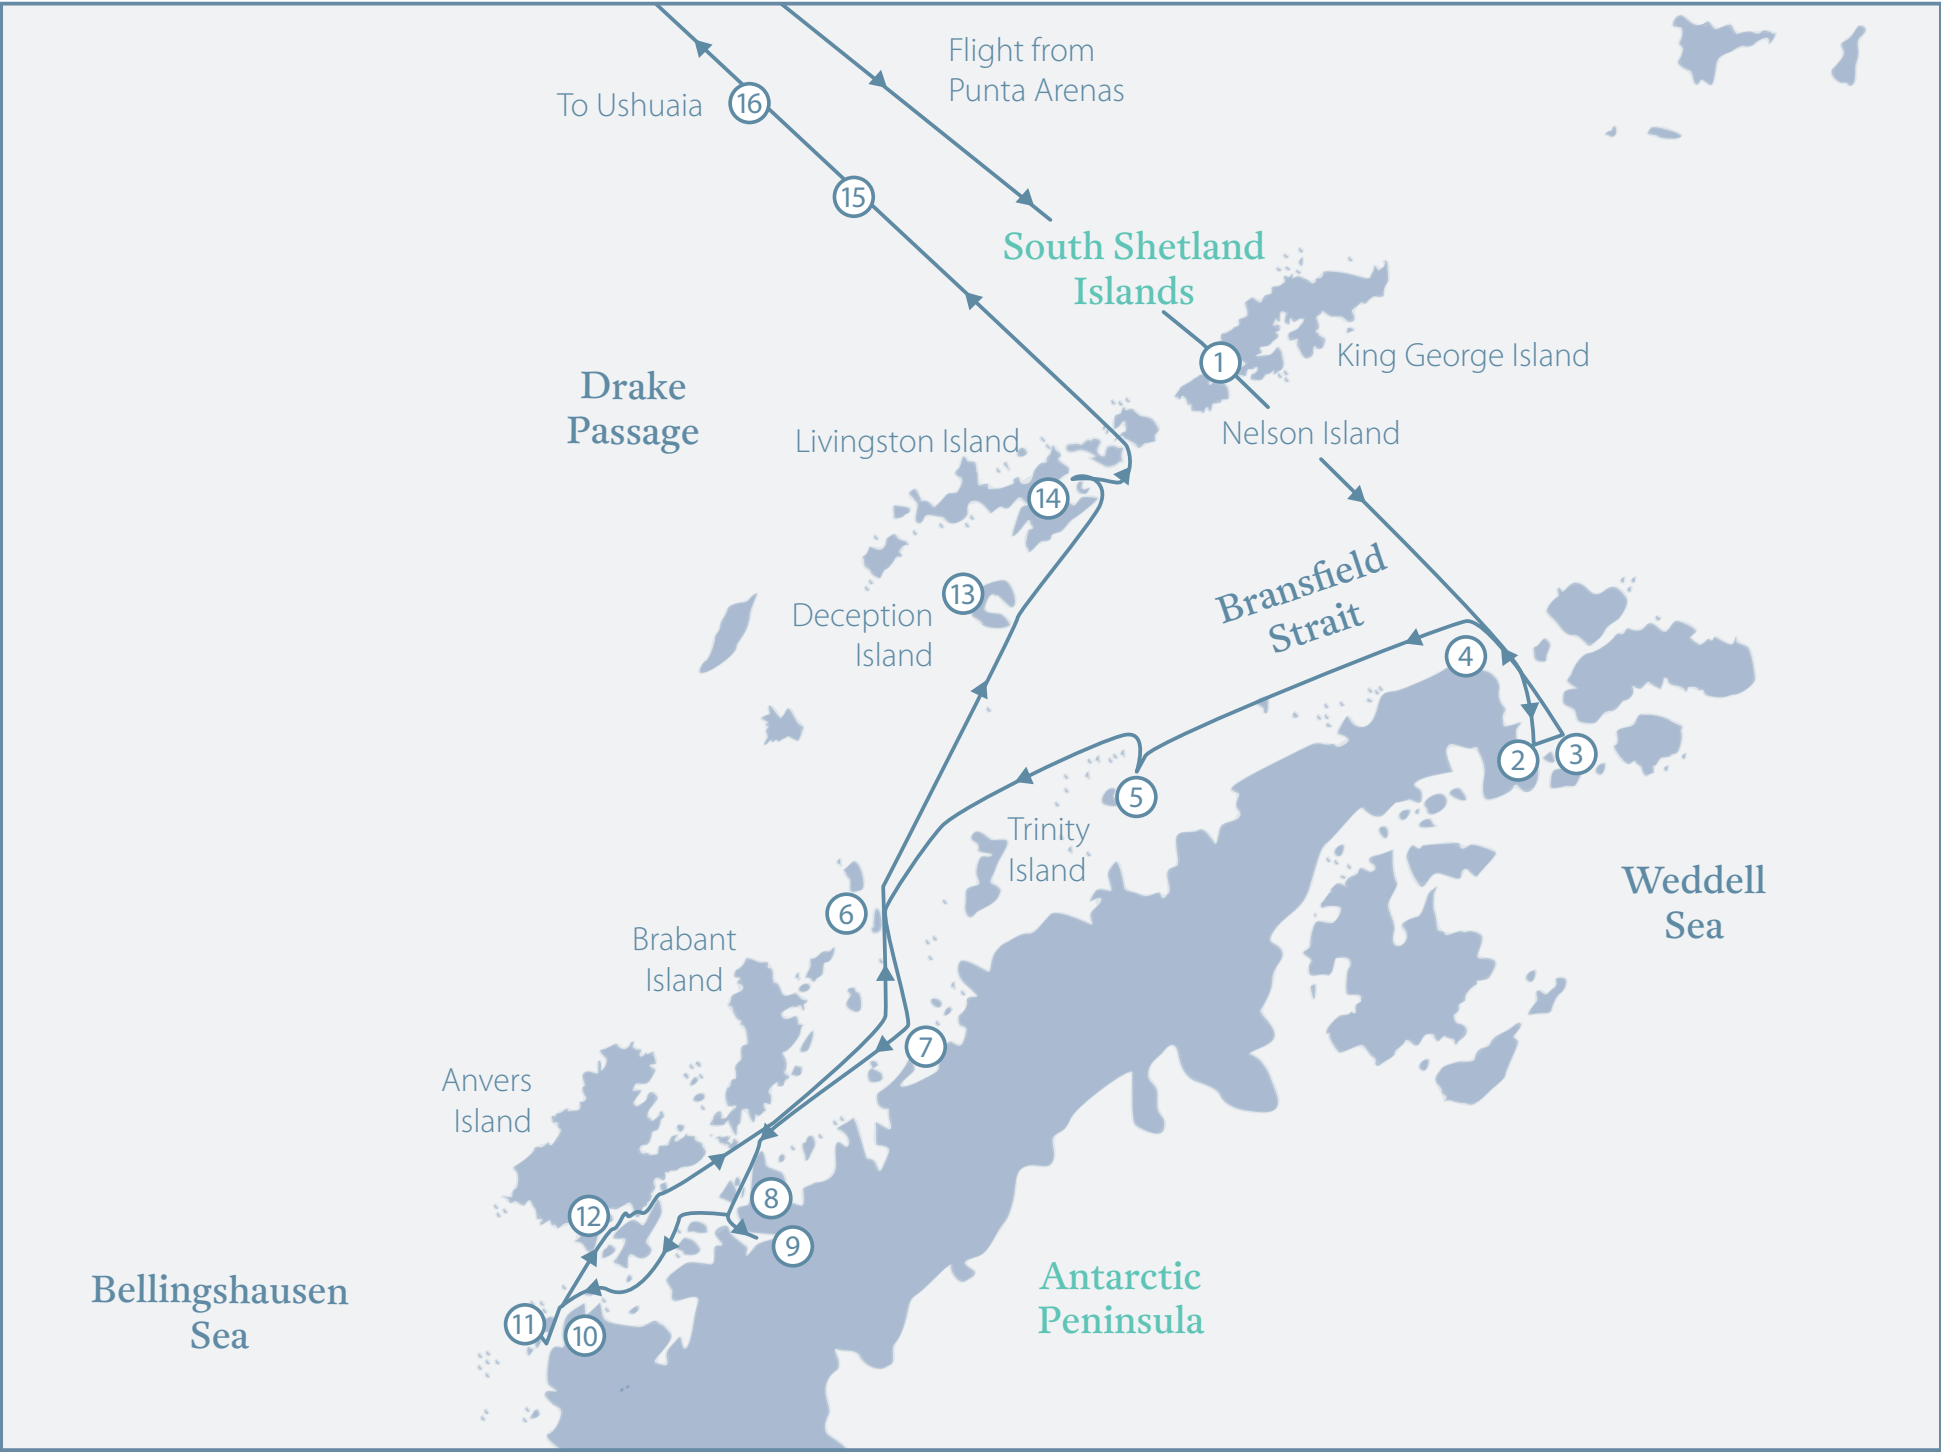 Flight from
Punta Arenas
To Ushuaia
16
15
South Shetland
Islands
1
King George Island
Drake
Passage
Livingston Island
Nelson Island
14
Bransfield
Strait
13
Deception
Island
4
2
3
5
Trinity
Island
6
Weddell
Sea
Brabant
Island
7
Anvers
Island
8
12
9
Antarctic
Peninsula
Bellingshausen
Sea
11
10